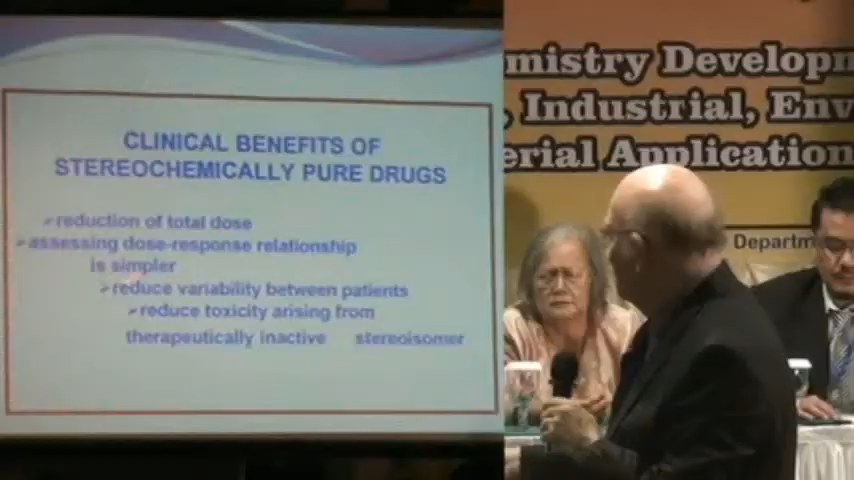 CLINICAL BENEFITS OF
STEREOCHEMICALLY PURE DRUGS
reduction of total dose
assessing dose-response relationship
is simpler
reduce variability between patients
reduce toxicity arising from
therapeutically inactive stereoisomer
mistry Developm
, Industrial, Env
erial Application
Departm